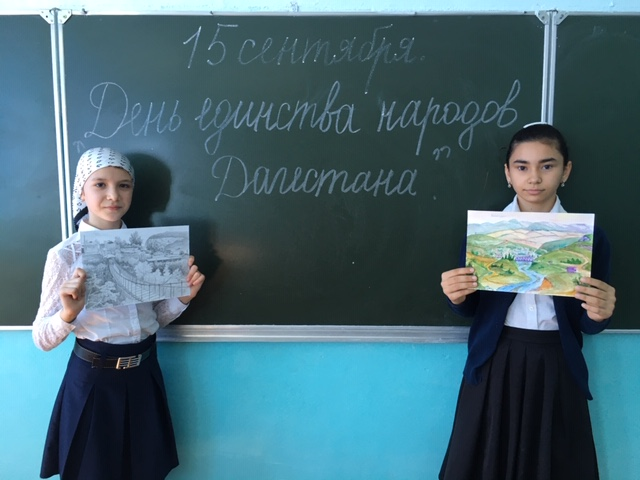 15 сентября.
"День единства народов
Дагестана".